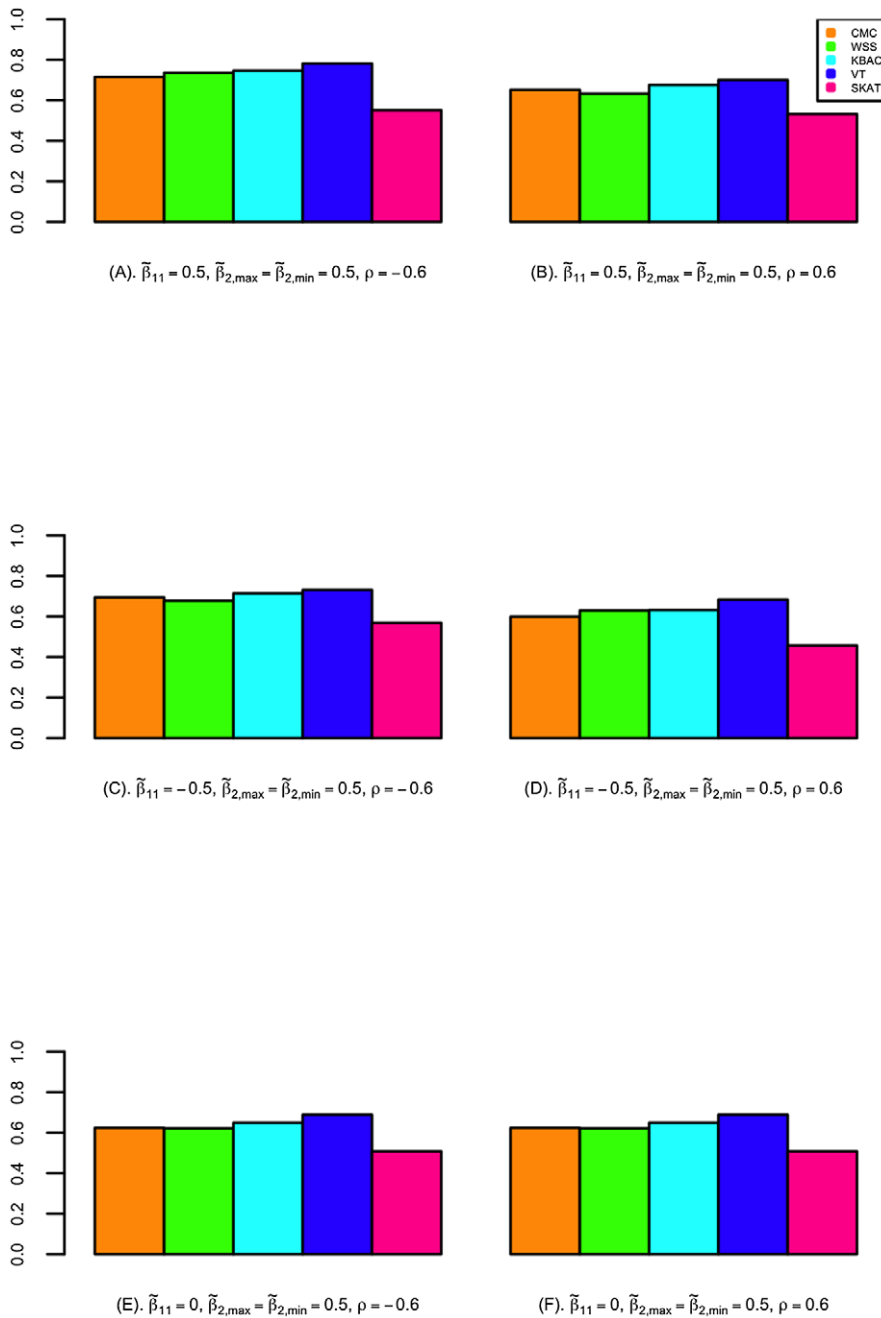 1.0
0.8
0.6
0.4
0.2
0.0
CMC
WSS
KBAC
VT
SKAT
(A). β̃11 = 0.5, β̃2,max = β̃2,min = 0.5, ρ = −0.6
(B). β̃11 = 0.5, β̃2,max = β̃2,min = 0.5, ρ = 0.6
1.0
0.8
0.6
0.4
0.2
0.0
(C). β̃11 = −0.5, β̃2,max = β̃2,min = 0.5, ρ = −0.6
(D). β̃11 = −0.5, β̃2,max = β̃2,min = 0.5, ρ = 0.6
1.0
0.8
0.6
0.4
0.2
0.0
(E). β̃11 = 0, β̃2,max = β̃2,min = 0.5, ρ = −0.6
(F). β̃11 = 0, β̃2,max = β̃2,min = 0.5, ρ = 0.6